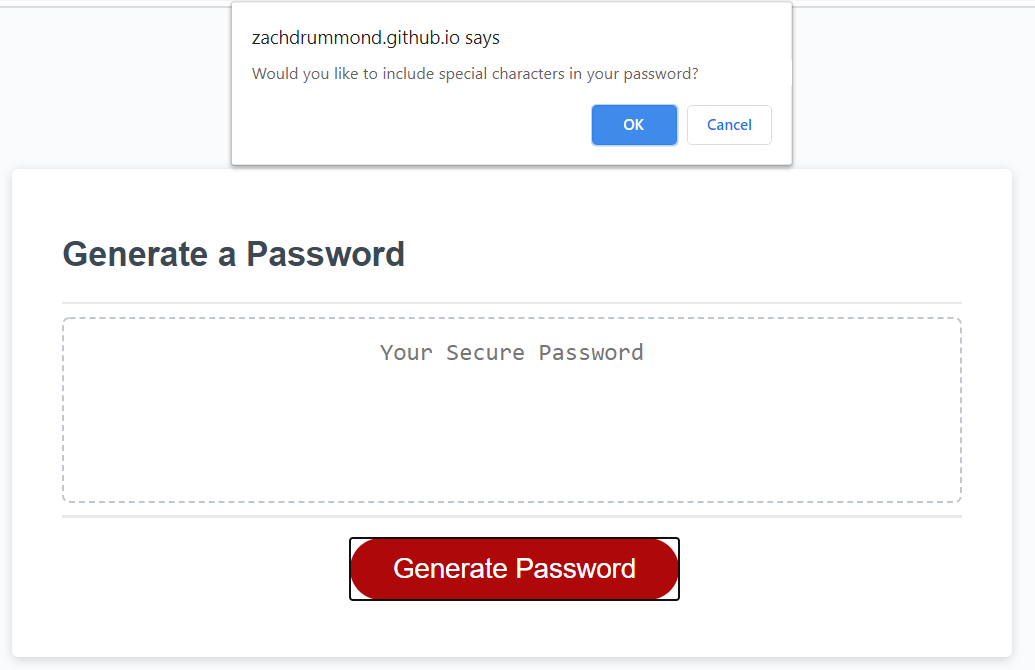 zachdrummond.github.io says
Would you like to include special characters in your password?
OK
Cancel
Generate a Password
Your Secure Password
Generate Password